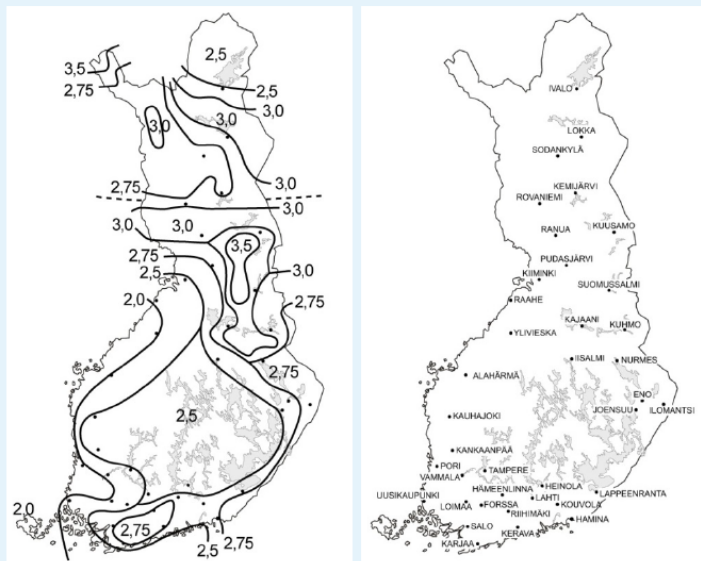 2,5
3,5
2,75
2,5
3,0
3,0
3,0
2,75
3,0
3,0
3,0
3,0
3,5
2,75
2,5
3,0
2,0
2,75
2,75
2,5
2,0
2,75
2,5
2,75
IVALO
LOKKA
SODANKYLÄ
KEMIJÄRVI
ROVANIEMI
RANUA
KUUSAMO
PUDASJÄRVI
KIIMINKI
SUOMUSSALMI
RAAHE
KAJAANI
KUHMO
YLIVIESKA
IISALMI
NURMES
ALAHÄRMÄ
ENO
JOENSUU
ILOMANTSI
KAUHAJOKI
KANKAANPÄÄ
PORI
TAMPERE
VAMMALA
HÄMEENLINNA
HEINOLA
LAPPEENRANTA
UUSIKAUPUNKI
LAHTI
LOIMAA
FORSSA
KOUVOLA
RIIHIMÄKI
HAMINA
SALO
KERAVA
KARJAA